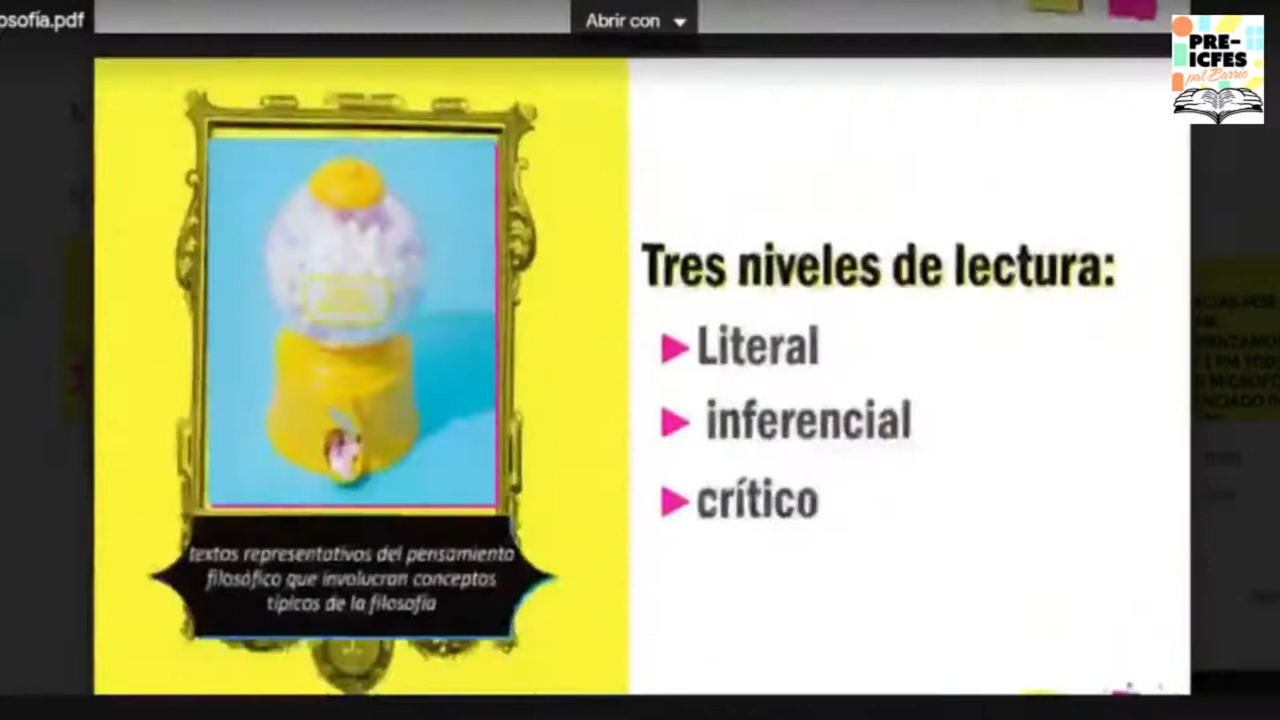 osofía.pdf
Abrir con
PRE-
ICFES
pal Barrio
Tres niveles de lectura:
Literal
inferencial
crítico
textos representativos del pensamiento
filosófico que involucran conceptos
típicos de la filosofía